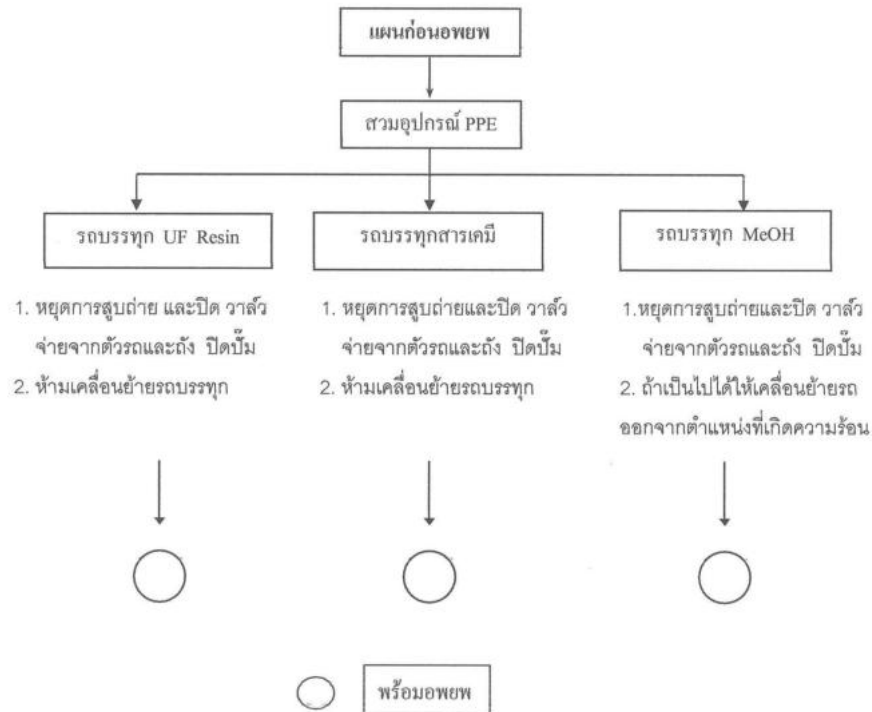 แผนก่อนอพยพ
สวมอุปกรณ์ PPE
รถบรรทุก UF Resin
1. หยุดการสูบถ่าย และปิด วาล์ว
จ่ายจากตัวรถและถัง ปิดปั๊ม
2. ห้ามเคลื่อนย้ายรถบรรทุก
รถบรรทุกสารเคมี
1. หยุดการสูบถ่ายและปิด วาล์ว
จ่ายจากตัวรถและถัง ปิดปั๊ม
2. ห้ามเคลื่อนย้ายรถบรรทุก
รถบรรทุก MeOH
1.หยุดการสูบถ่ายและปิด วาล์ว
จ่ายจากตัวรถและถัง ปิดปั๊ม
2. ถ้าเป็นไปได้ให้เคลื่อนย้ายรถ
ออกจากตำแหน่งที่เกิดความร้อน
พร้อมอพยพ